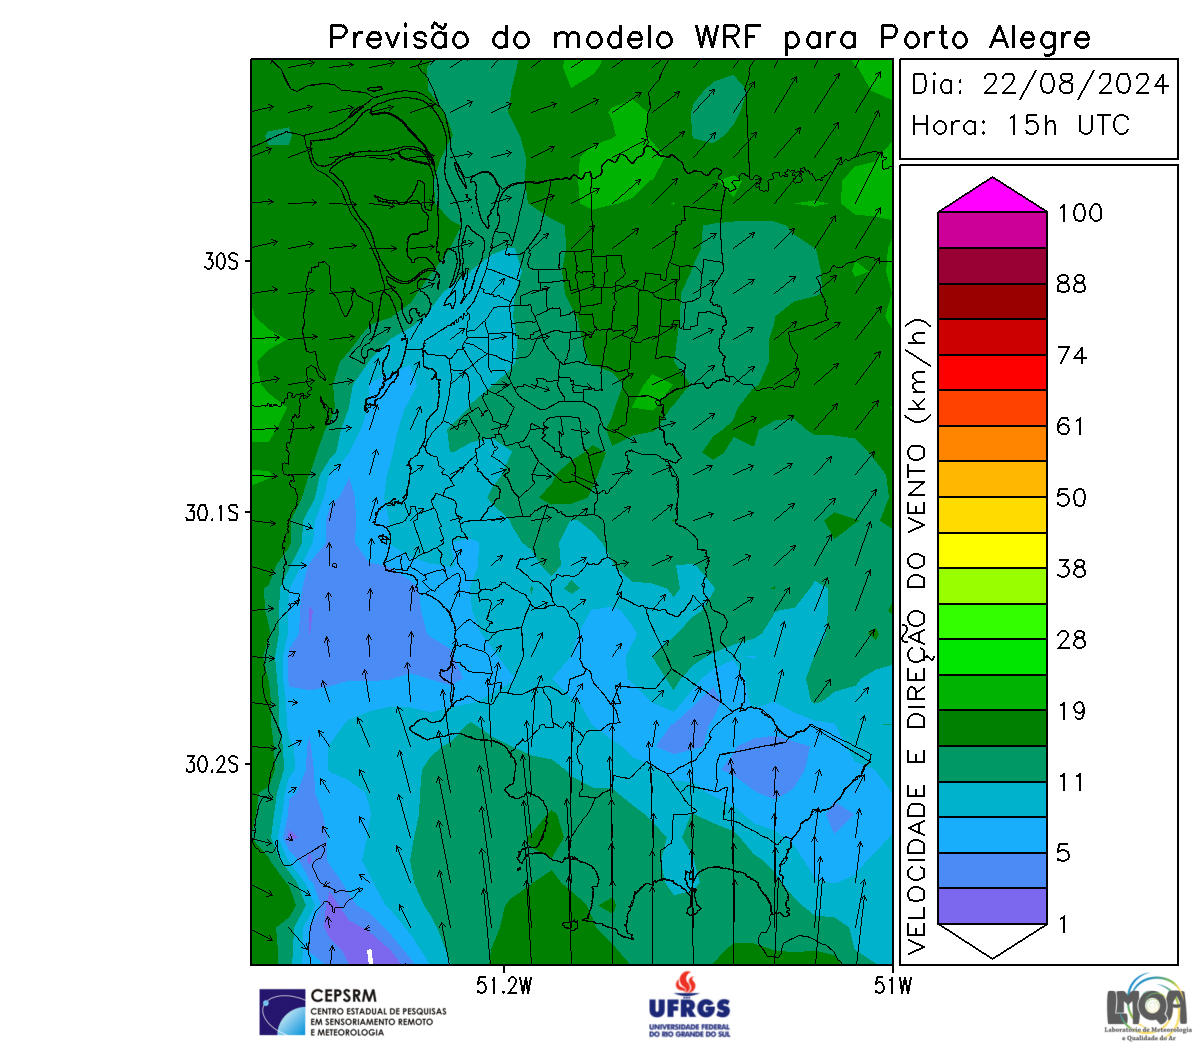 Previsão do modelo WRF para Porto Alegre
Dia: 22/08/2024
Hora: 15h UTC
30S
30.1S
30.2S
51.2W
51W
VELOCIDADE E DIREÇÃO DO VENTO (km/h)
100
88
74
61
50
38
28
19
11
5
1
CEPSRM
CENTRO ESTADUAL DE PESQUISAS
EM SENSORIAMENTO REMOTO
E METEOROLOGIA
UFRGS
UNIVERSIDADE FEDERAL
DO RIO GRANDE DO SUL
LMQA
Laboratório de Meteorologia
e Qualidade do Ar